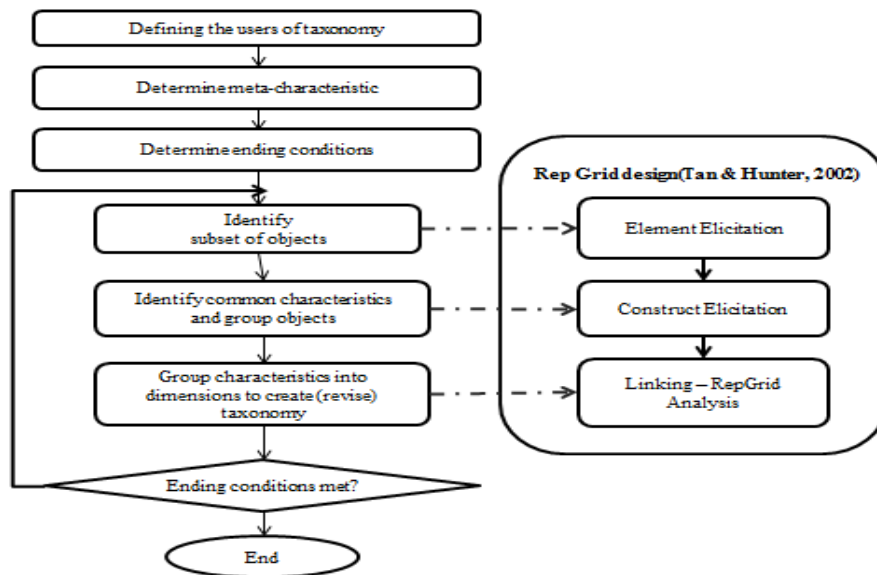 Defining the users of taxonomy
Determine meta-characteristic
Determine ending conditions
Identify
subset of objects
Identify common characteristics
and group objects
Group characteristics into
dimensions to create (revise)
taxonomy
Ending conditions met?
End
Rep Grid design(Tan & Hunter, 2002)
Element Elicitation
Construct Elicitation
Linking – RepGrid
Analysis